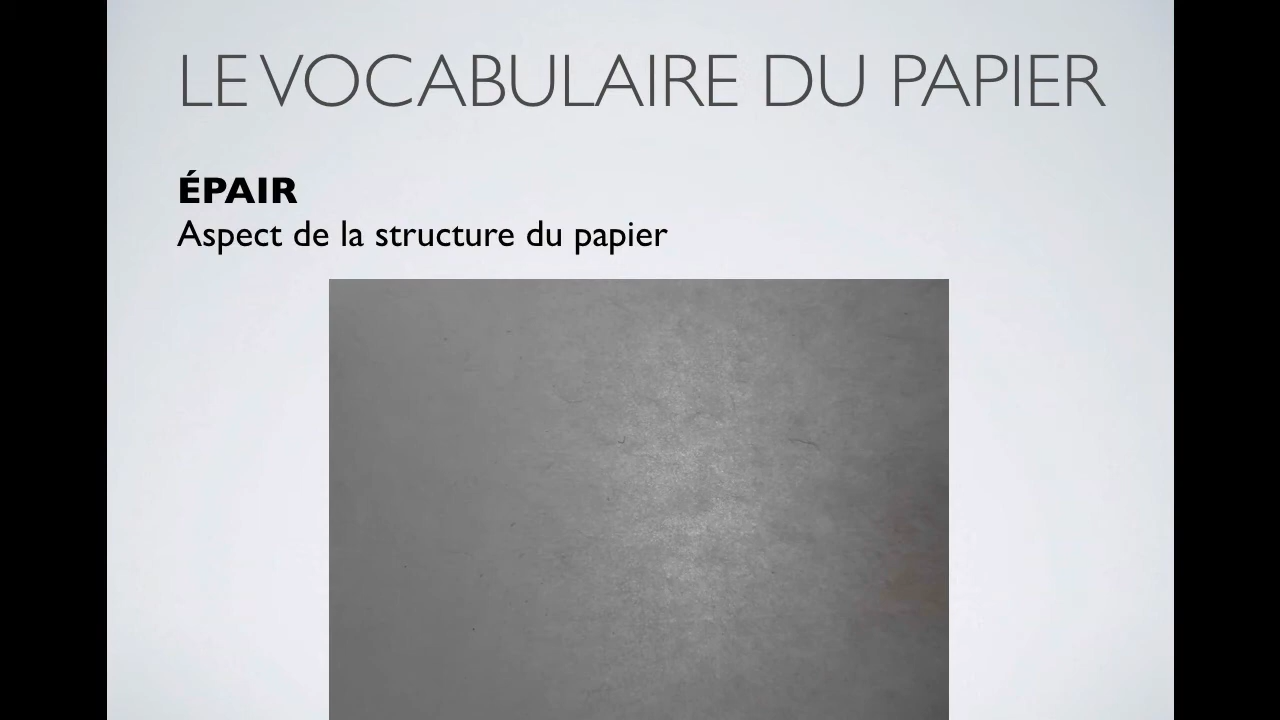 LE VOCABULAIRE DU PAPIER
ÉPAIR
Aspect de la structure du papier